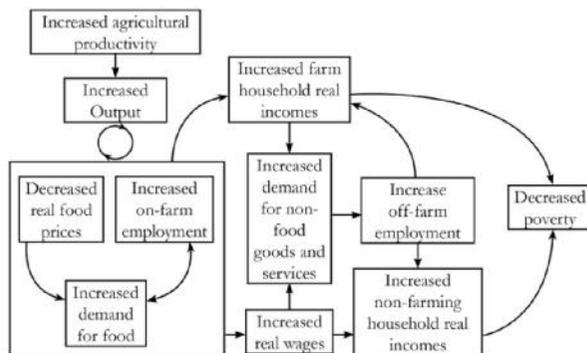 Increased agricultural
productivity
Increased
Output
Decreased
real food
prices
Increased
on-farm
employment
Increased
demand
for food
Increased farm
household real
incomes
Increased
demand
for non-
food
goods and
services
Increased
real wages
Increase
off-farm
employment
Increased
non-farming
household real
incomes
Decreased
poverty